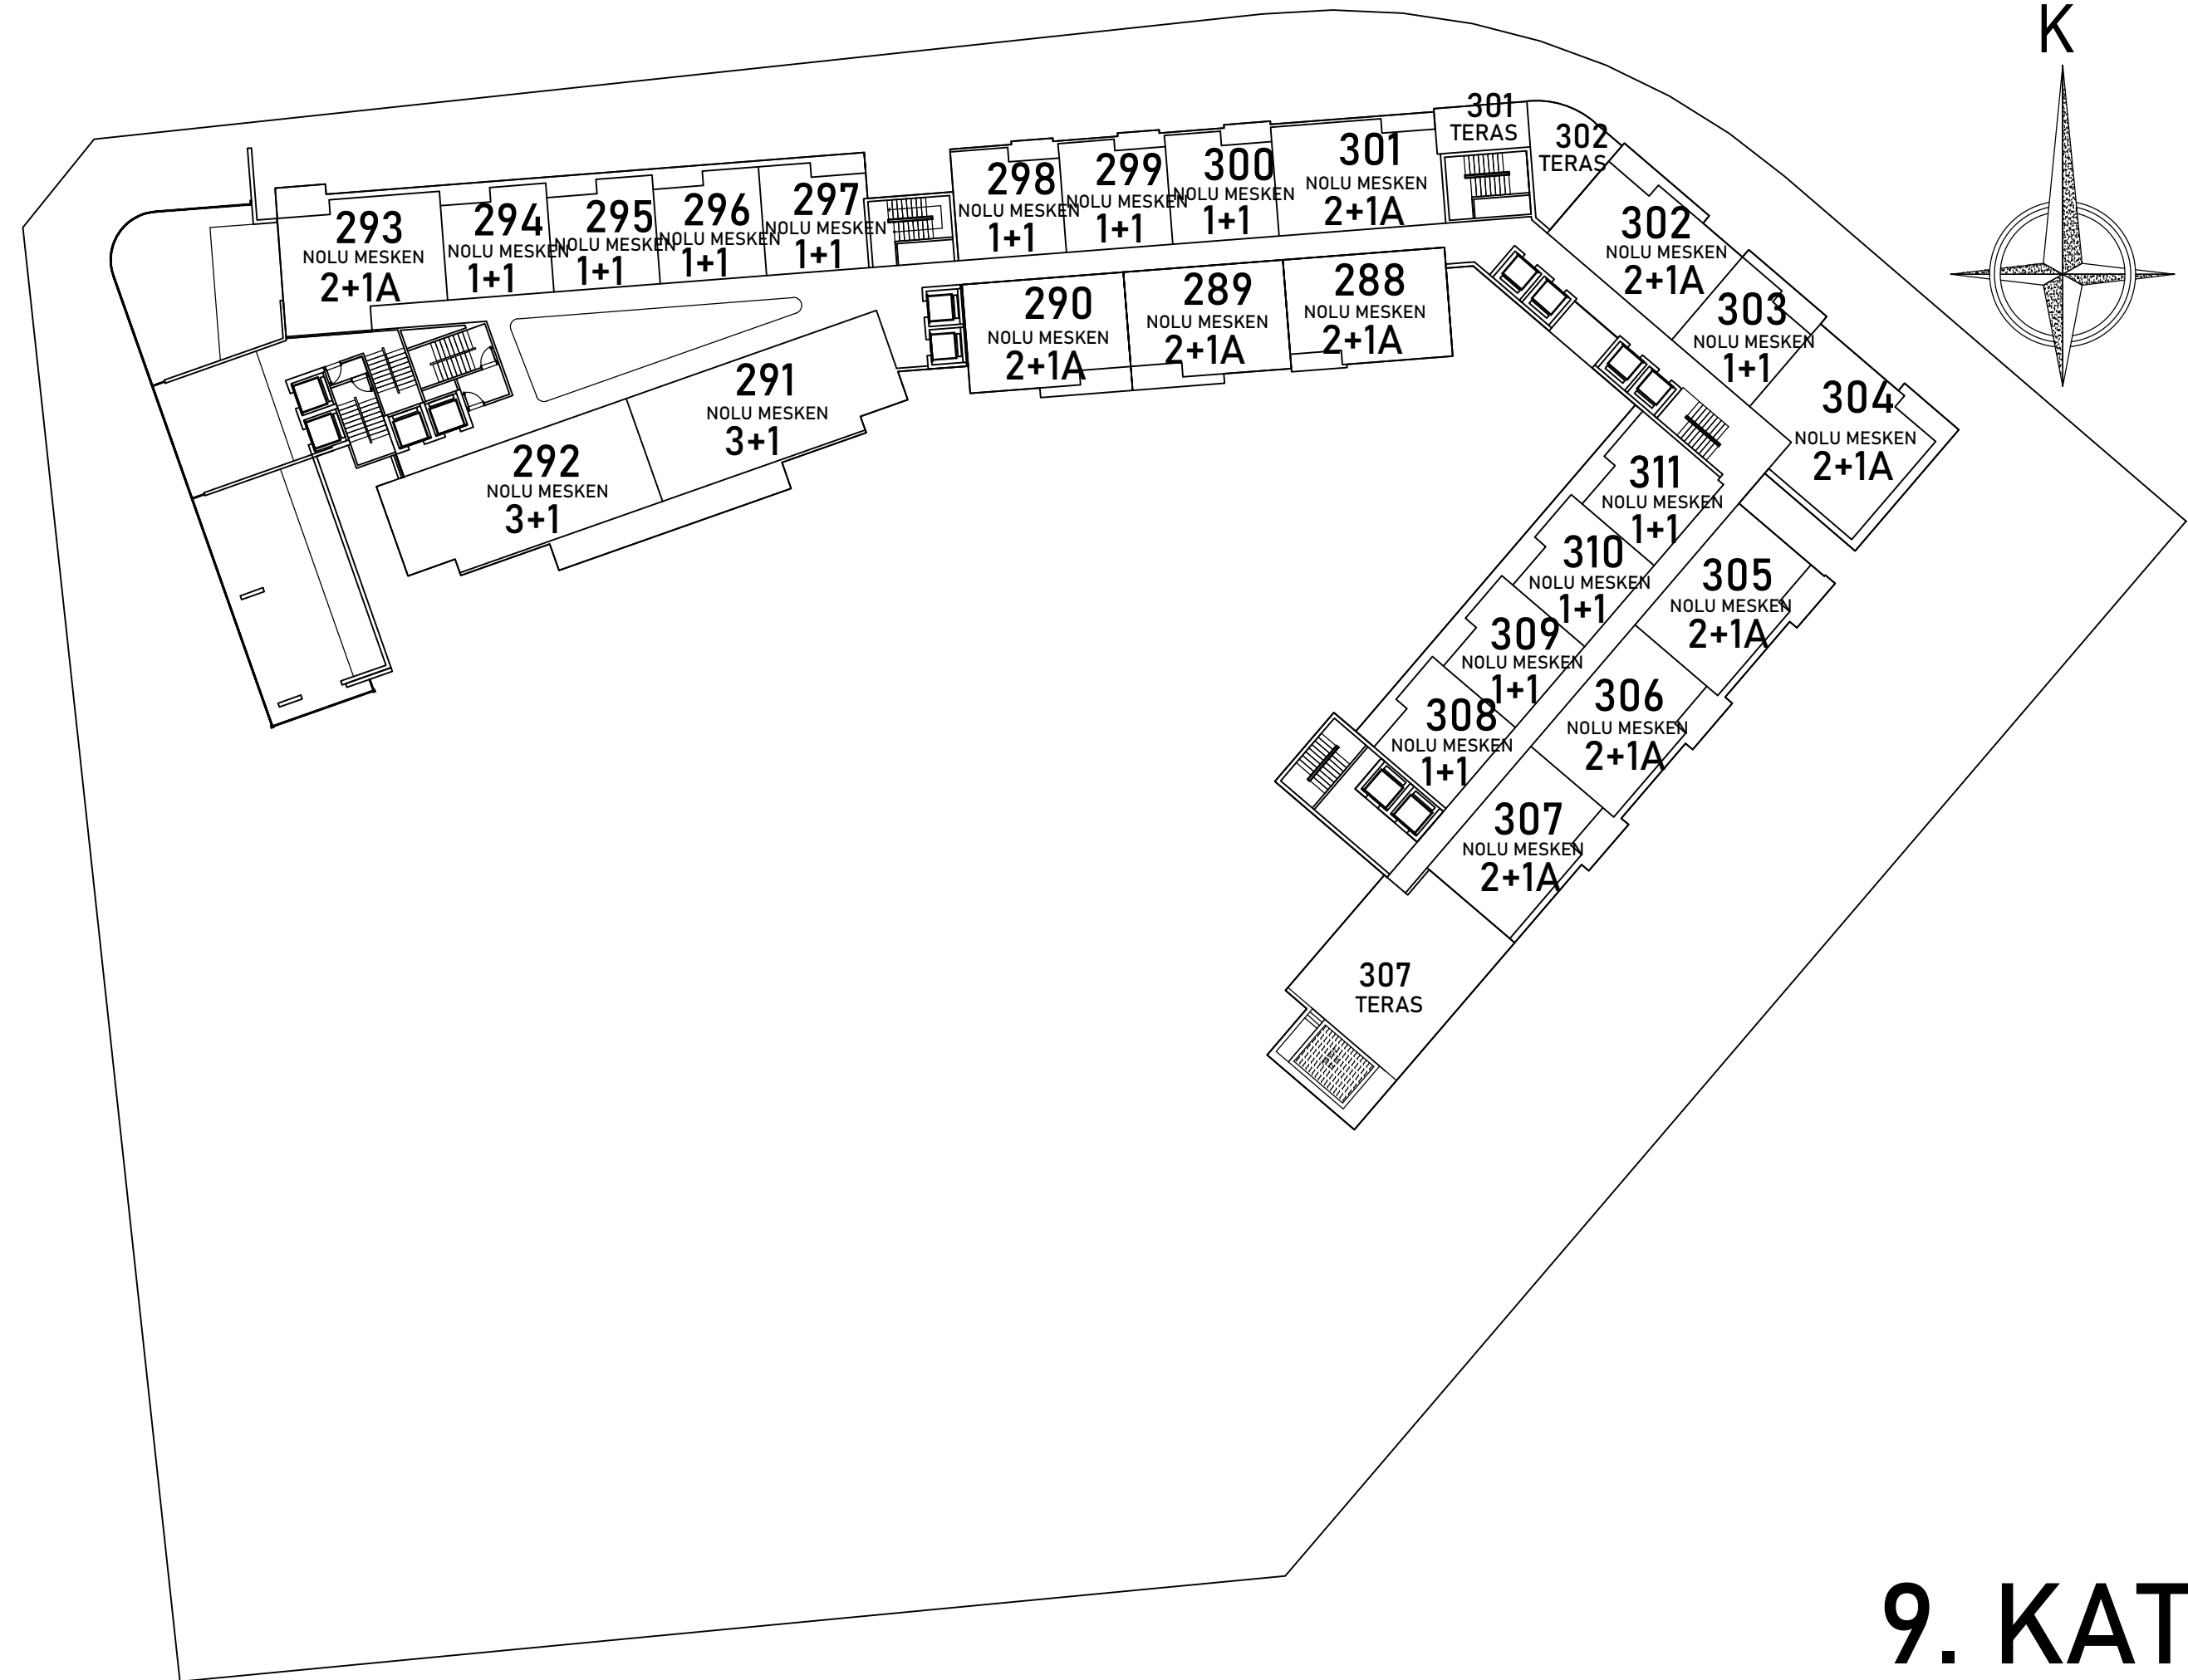 K
301
TERAS
302
TERAS
293
NOLU MESKEN
2+1A
294
NOLU MESKEN
1+1
295
NOLU MESKEN
1+1
296
NOLU MESKEN
1+1
297
NOLU MESKEN
1+1
298
NOLU MESKEN
1+1
299
NOLU MESKEN
1+1
300
NOLU MESKEN
1+1
301
NOLU MESKEN
2+1A
302
NOLU MESKEN
2+1A
303
NOLU MESKEN
1+1
304
NOLU MESKEN
2+1A
290
NOLU MESKEN
2+1A
289
NOLU MESKEN
2+1A
288
NOLU MESKEN
2+1A
291
NOLU MESKEN
3+1
292
NOLU MESKEN
3+1
311
NOLU MESKEN
1+1
310
NOLU MESKEN
1+1
309
NOLU MESKEN
1+1
308
NOLU MESKEN
1+1
305
NOLU MESKEN
2+1A
306
NOLU MESKEN
2+1A
307
NOLU MESKEN
2+1A
307
TERAS
9. KAT